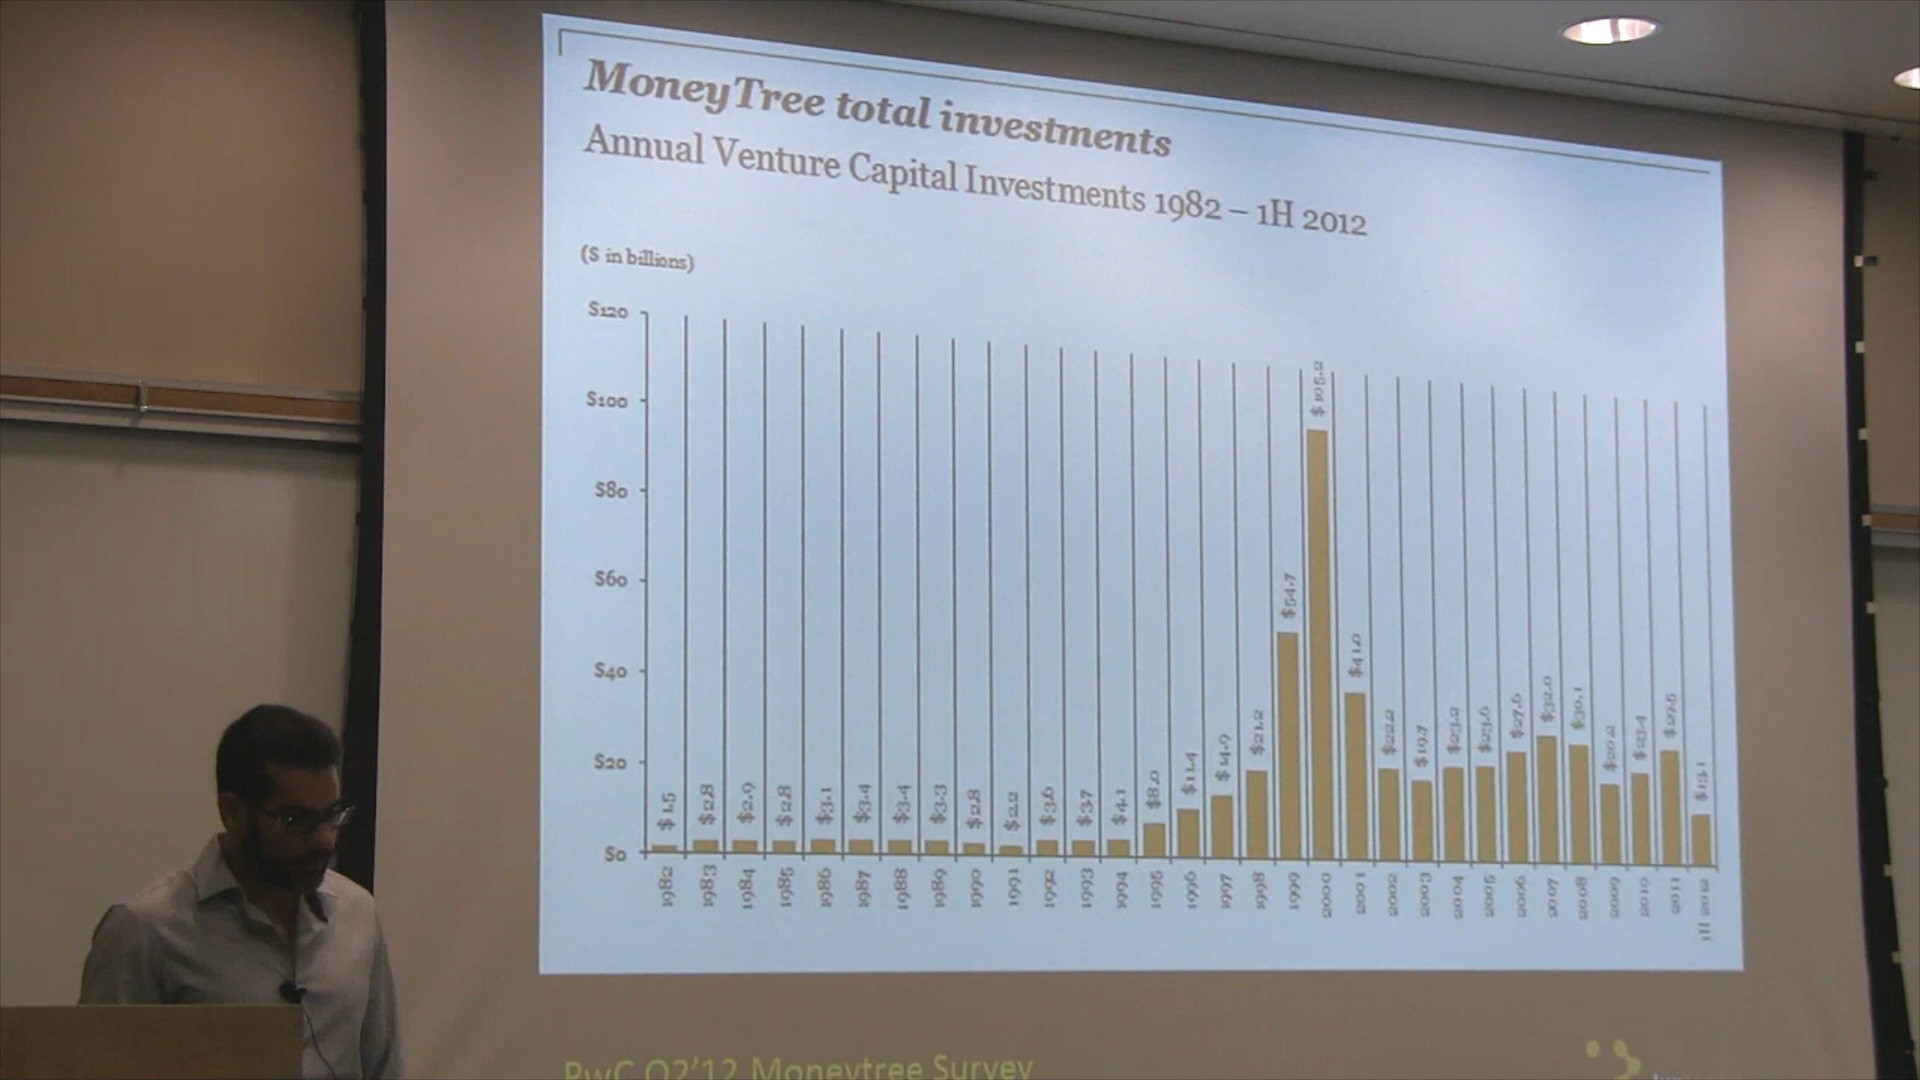 MoneyTree total investments
Annual Venture Capital Investments 1982 – 1H 2012
($ in billions)
$120
$100
$80
$60
$40
$20
$0
$1.5 $2.8 $2.9 $2.8 $3.1 $3.4 $3.4 $3.3 $2.8 $2.2 $3.6 $3.7 $4.1 $8.0 $11.4 $14.9 $21.2 $54.7 $105.2 $41.0 $22.2 $19.7 $23.2 $23.6 $27.6 $32.0 $30.1 $20.2 $23.4 $29.5 $13.1
1982 1983 1984 1985 1986 1987 1988 1989 1990 1991 1992 1993 1994 1995 1996 1997 1998 1999 2000 2001 2002 2003 2004 2005 2006 2007 2008 2009 2010 2011 1H 2012
PwC Q2'12 Moneytree Survey